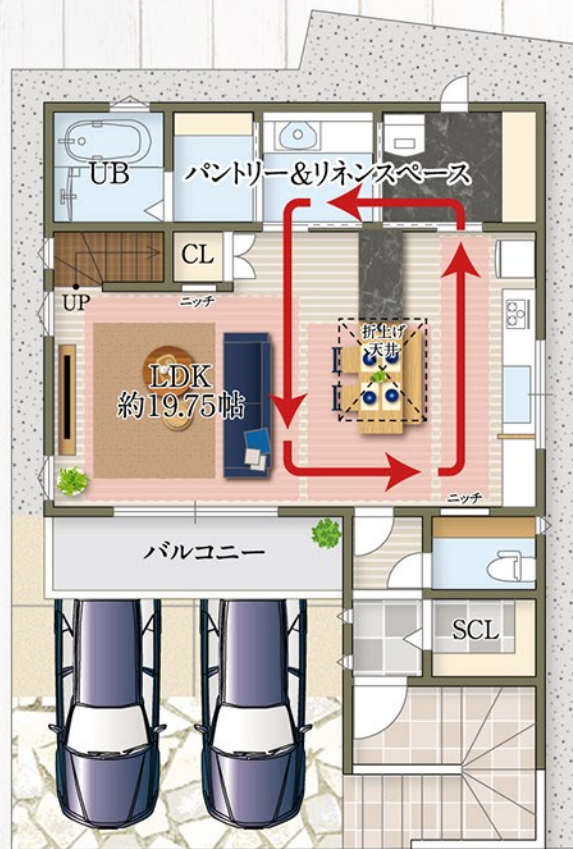 UB
パントリー&リネンスペース
CL
UP
ニッチ
折上げ
天井
LDK
約19.75帖
ニッチ
バルコニー
SCL